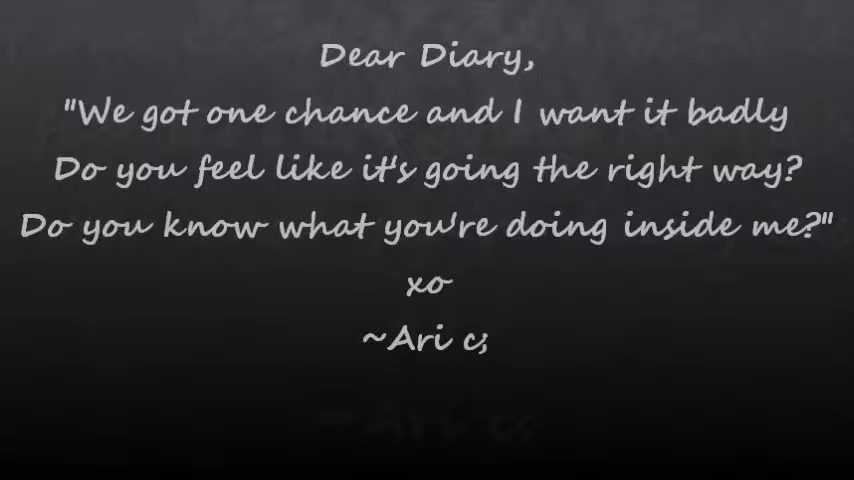 Dear Diary,
"We got one chance and I want it badly
Do you feel like it's going the right way?
Do you know what you're doing inside me?"
xo
~Ari c;
~Ari c;